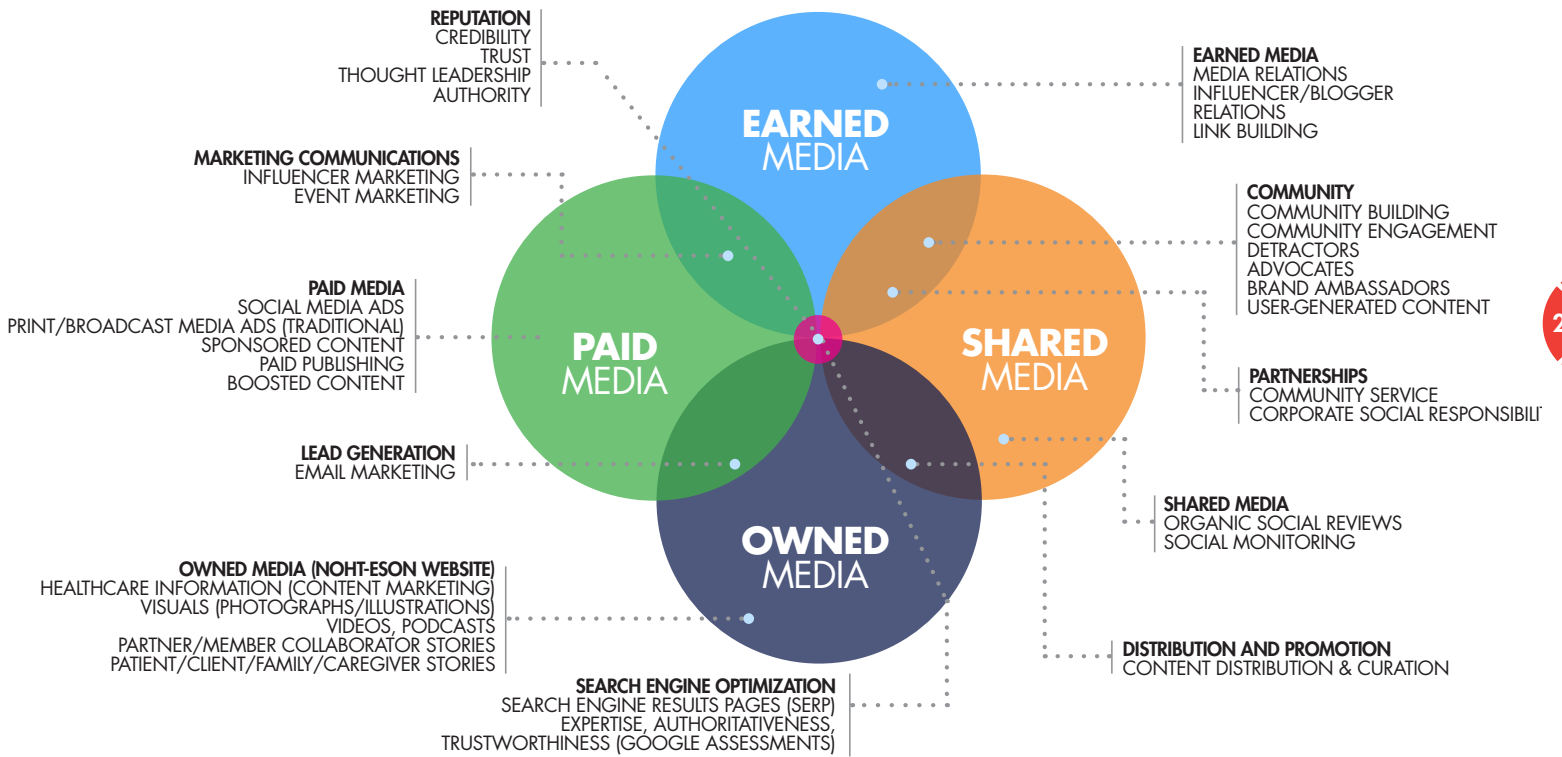 REPUTATION
CREDIBILITY
TRUST
THOUGHT LEADERSHIP
AUTHORITY
EARNED MEDIA
MEDIA RELATIONS
INFLUENCER/BLOGGER
RELATIONS
LINK BUILDING
EARNED
MEDIA
MARKETING COMMUNICATIONS
INFLUENCER MARKETING
EVENT MARKETING
COMMUNITY
COMMUNITY BUILDING
COMMUNITY ENGAGEMENT
DETRACTORS
ADVOCATES
BRAND AMBASSADORS
USER-GENERATED CONTENT
PAID MEDIA
SOCIAL MEDIA ADS
PRINT/BROADCAST MEDIA ADS (TRADITIONAL)
SPONSORED CONTENT
PAID PUBLISHING
BOOSTED CONTENT
PAID
MEDIA
SHARED
MEDIA
2
PARTNERSHIPS
COMMUNITY SERVICE
CORPORATE SOCIAL RESPONSIBILI
LEAD GENERATION
EMAIL MARKETING
SHARED MEDIA
ORGANIC SOCIAL REVIEWS
SOCIAL MONITORING
OWNED
MEDIA
OWNED MEDIA (NOHT-ESON WEBSITE)
HEALTHCARE INFORMATION (CONTENT MARKETING)
VISUALS (PHOTOGRAPHS/ILLUSTRATIONS)
VIDEOS, PODCASTS
PARTNER/MEMBER COLLABORATOR STORIES
PATIENT/CLIENT/FAMILY/CAREGIVER STORIES
DISTRIBUTION AND PROMOTION
CONTENT DISTRIBUTION & CURATION
SEARCH ENGINE OPTIMIZATION
SEARCH ENGINE RESULTS PAGES (SERP)
EXPERTISE, AUTHORITATIVENESS,
TRUSTWORTHINESS (GOOGLE ASSESSMENTS)